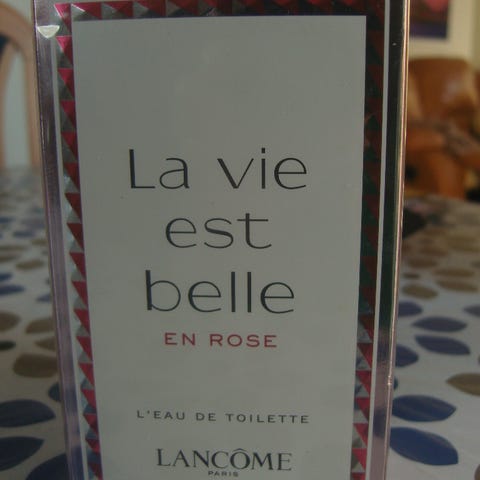 La vie
est
belle
EN ROSE
L'EAU DE TOILETTE
LANCÔME
PARIS